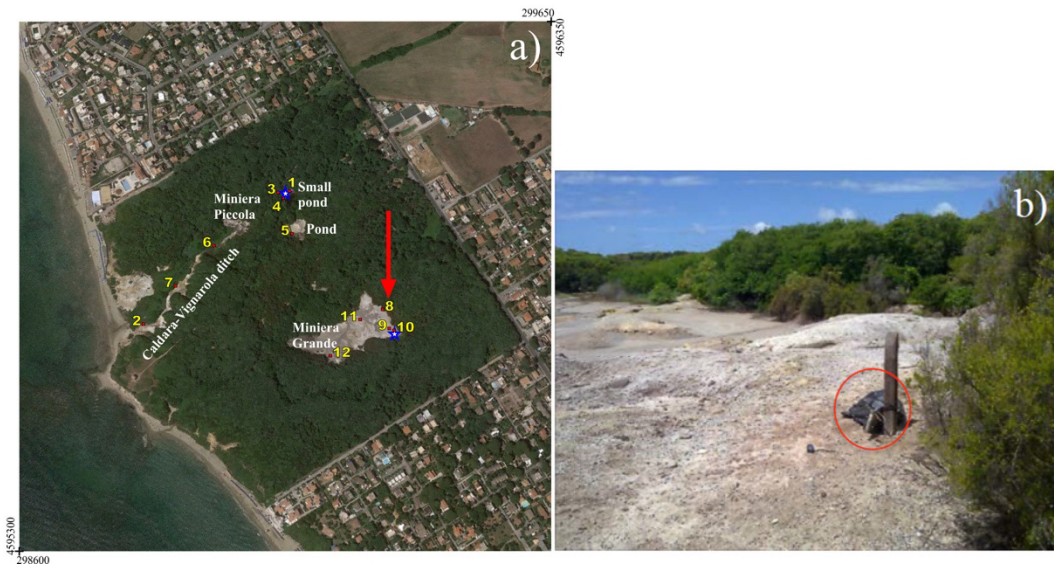 299650
4596350
a)
b)
1
3
Small
pond
4
Miniera
Piccola
5
Pond
6
7
Caldara-Vignarola ditch
2
8
11
9
10
Miniera
Grande
12
4595300
298600